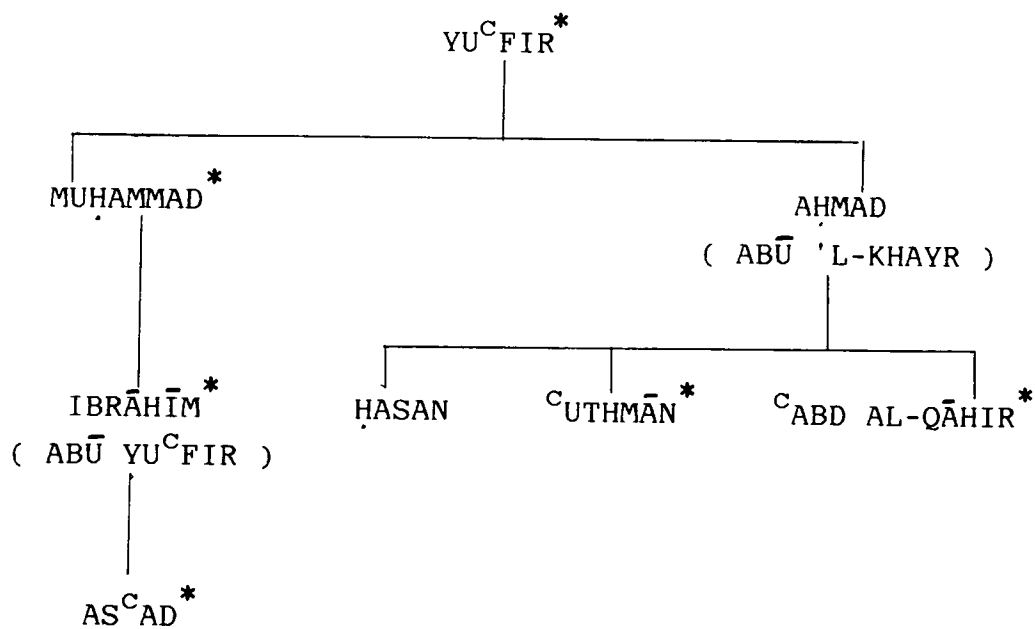 YUᶜFIR*
MUḤAMMAD*
AḤMAD
( ABŪ 'L-KHAYR )
IBRĀHĪM*
( ABŪ YUᶜFIR )
ḤASAN
ᶜUTHMĀN*
ᶜABD AL-QĀHIR*
ASᶜAD*